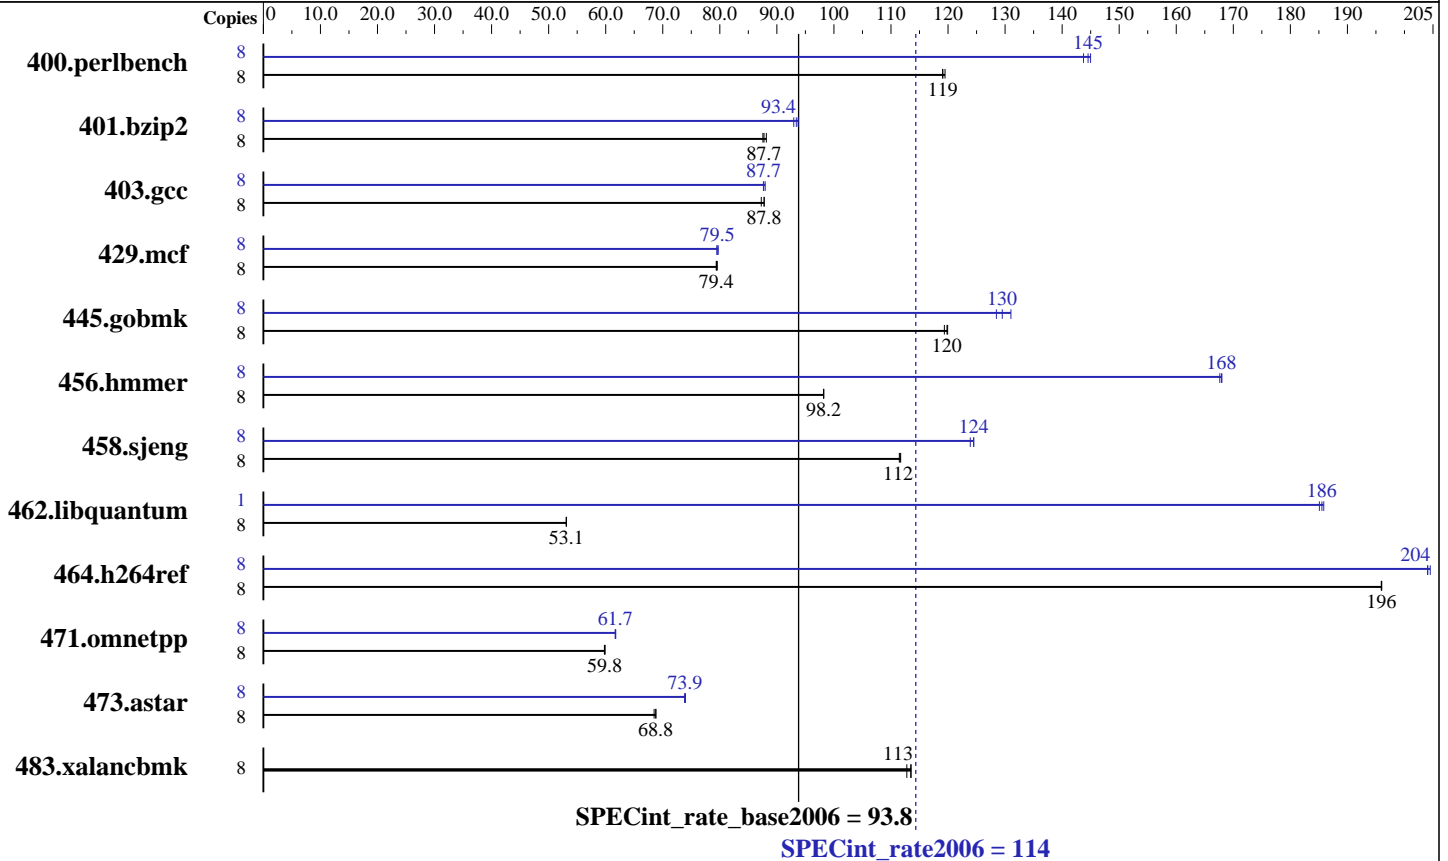 Copies 0 10.0 20.0 30.0 40.0 50.0 60.0 70.0 80.0 90.0 100 110 120 130 140 150 160 170 180 190 205
400.perlbench 8 145
8 119
401.bzip2 8 93.4
8 87.7
403.gcc 8 87.7
8 87.8
429.mcf 8 79.5
8 79.4
445.gobmk 8 130
8 120
456.hmmer 8 168
8 98.2
458.sjeng 8 124
8 112
462.libquantum 1 186
8 53.1
464.h264ref 8 204
8 196
471.omnetpp 8 61.7
8 59.8
473.astar 8 73.9
8 68.8
483.xalancbmk 8 113
SPECint_rate_base2006 = 93.8
SPECint_rate2006 = 114